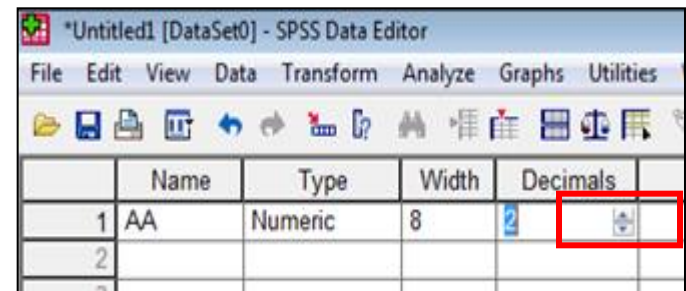 *Untitled1 [DataSet0] - SPSS Data Editor
File Edit View Data Transform Analyze Graphs Utilities
Name Type Width Decimals
1 AA Numeric 8 2
2